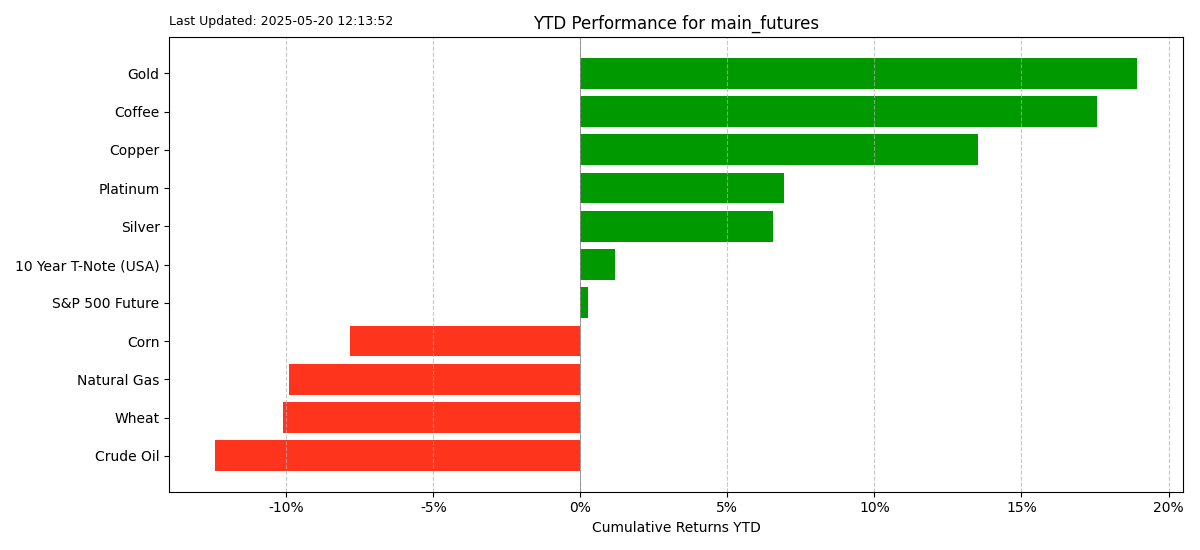 Last Updated: 2025-05-20 12:13:52
YTD Performance for main_futures
Gold
Coffee
Copper
Platinum
Silver
10 Year T-Note (USA)
S&P 500 Future
Corn
Natural Gas
Wheat
Crude Oil
-10% -5% 0% 5% 10% 15% 20%
Cumulative Returns YTD